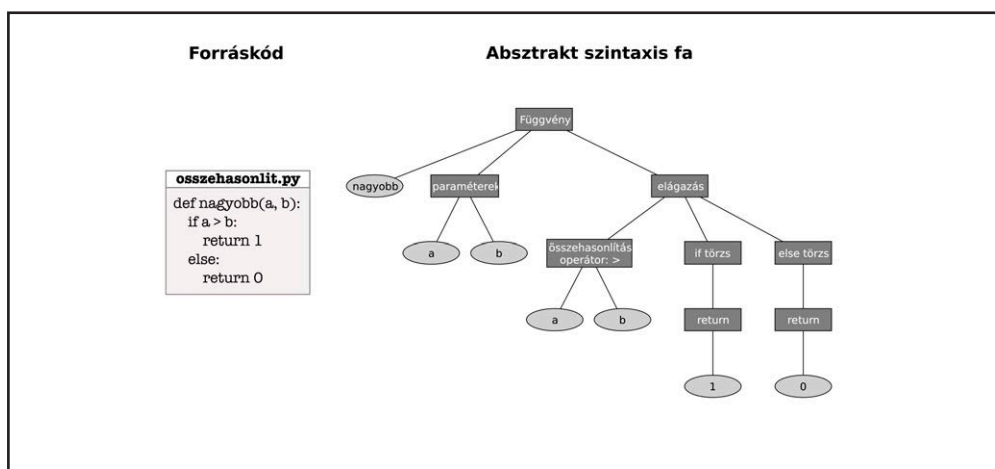 Forráskód
Absztrakt szintaxis fa
osszehasonlit.py
def nagyobb(a, b):
if a > b:
return 1
else:
return 0
Függvény
nagyobb
paraméterek
elágazás
a
b
összehasonlítás
operátor: >
if törzs
else törzs
a
b
return
return
1
0